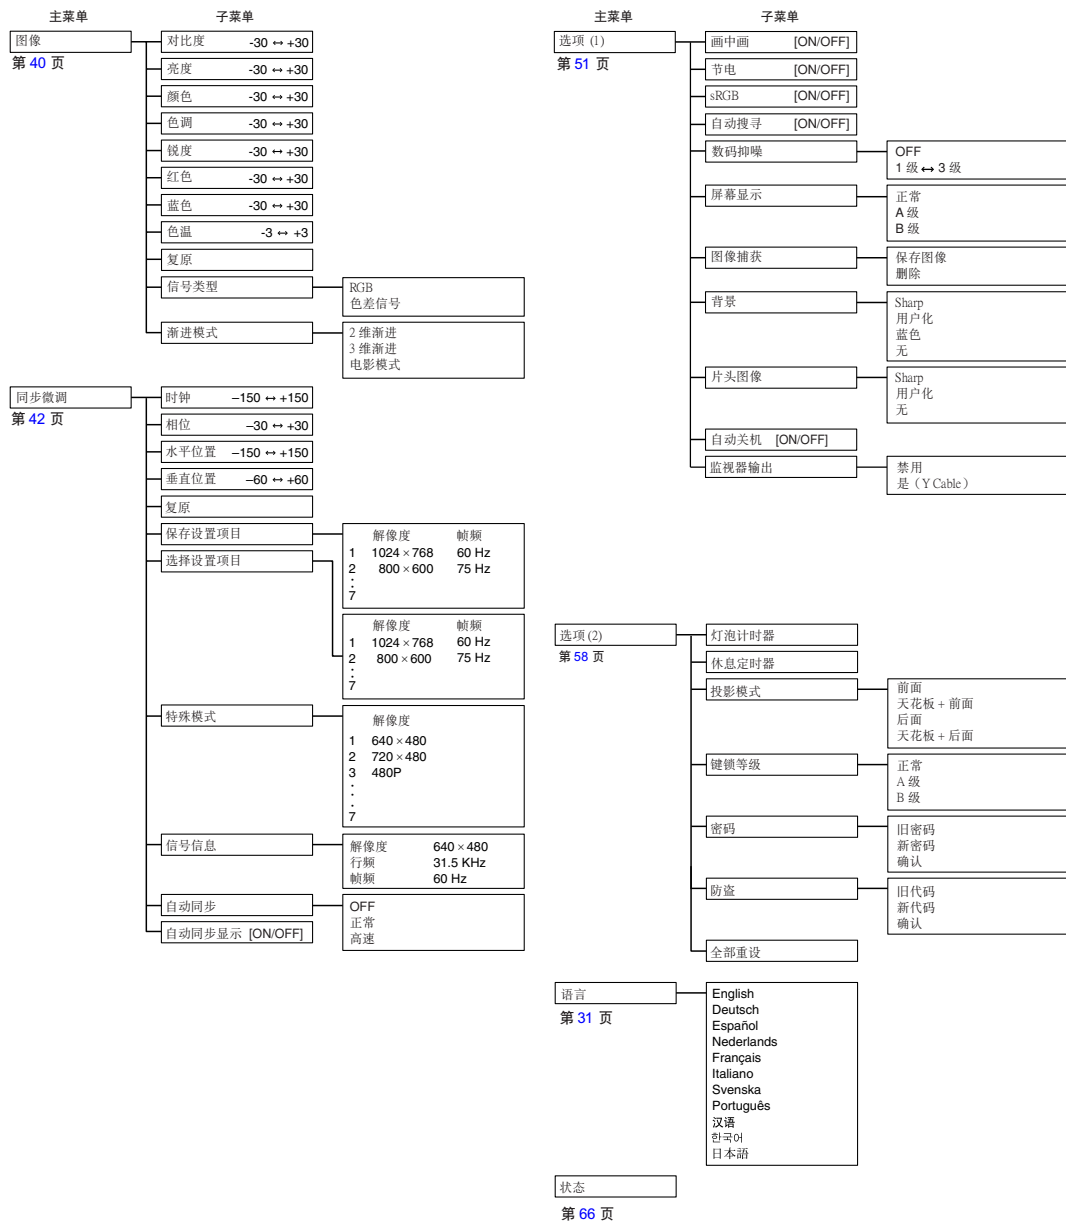 主菜单 子菜单
图像
第 40 页
对比度 -30 ↔ +30
亮度 -30 ↔ +30
颜色 -30 ↔ +30
色调 -30 ↔ +30
锐度 -30 ↔ +30
红色 -30 ↔ +30
蓝色 -30 ↔ +30
色温 -3 ↔ +3
复原
信号类型
RGB
色差信号
渐进模式
2 维渐进
3 维渐进
电影模式
同步微调
第 42 页
时钟 –150 ↔ +150
相位 –30 ↔ +30
水平位置 –150 ↔ +150
垂直位置 –60 ↔ +60
复原
保存设置项目
解像度 帧频
1 1024 × 768 60 Hz
2 800 × 600 75 Hz
:
7
选择设置项目
解像度 帧频
1 1024 × 768 60 Hz
2 800 × 600 75 Hz
:
7
特殊模式
解像度
1 640 × 480
2 720 × 480
3 480P
·
·
·
7
信号信息
解像度 640 × 480
行频 31.5 KHz
帧频 60 Hz
自动同步
OFF
正常
高速
自动同步显示 [ON/OFF]
主菜单 子菜单
选项 (1)
第 51 页
画中画 [ON/OFF]
节电 [ON/OFF]
sRGB [ON/OFF]
自动搜寻 [ON/OFF]
数码抑噪
OFF
1 级 ↔ 3 级
屏幕显示
正常
A 级
B 级
图像捕获
保存图像
删除
背景
Sharp
用户化
蓝色
无
片头图像
Sharp
用户化
无
自动关机 [ON/OFF]
监视器输出
禁用
是（Y Cable）
选项 (2)
第 58 页
灯泡计时器
休息定时器
投影模式
前面
天花板 + 前面
后面
天花板 + 后面
键锁等级
正常
A 级
B 级
密码
旧密码
新密码
确认
防盗
旧代码
新代码
确认
全部重设
语言
第 31 页
English
Deutsch
Español
Nederlands
Français
Italiano
Svenska
Português
汉语
한국어
日本語
状态
第 66 页